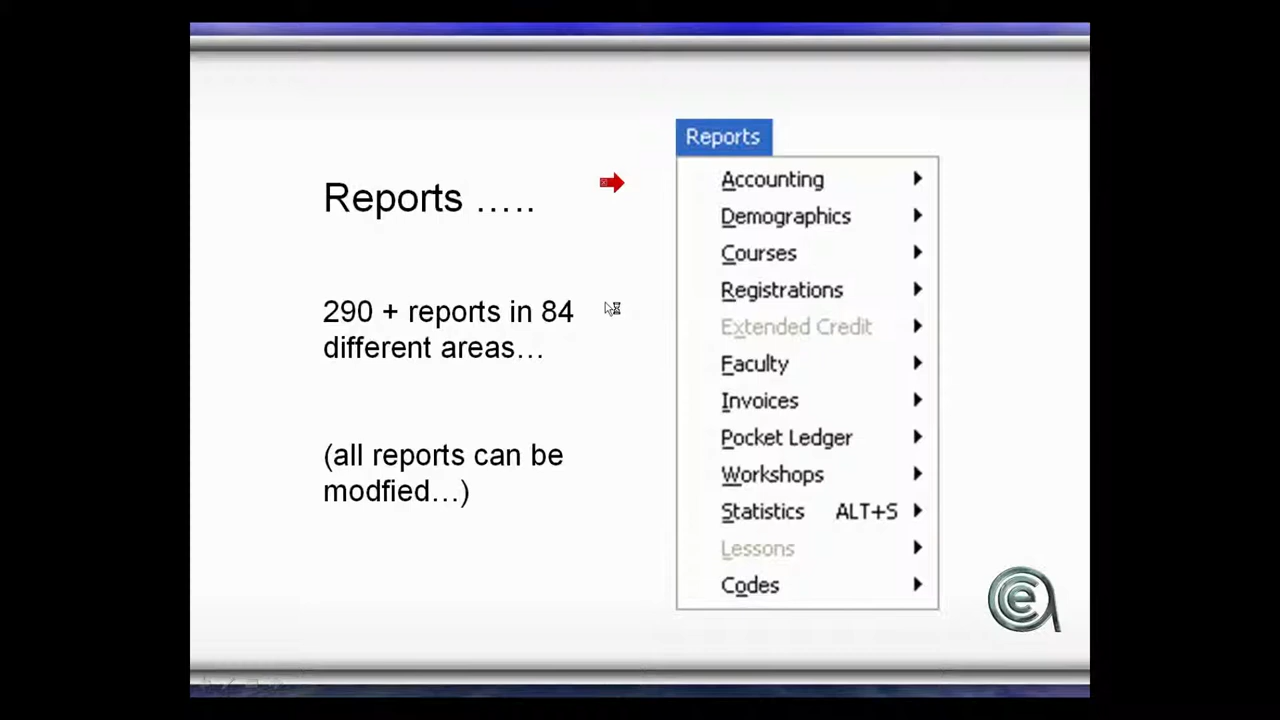 Reports
Reports …..
Accounting
Demographics
Courses
290 + reports in 84
different areas…
Registrations
Extended Credit
Faculty
Invoices
(all reports can be
modfied…)
Pocket Ledger
Workshops
Statistics ALT+S
Lessons
Codes